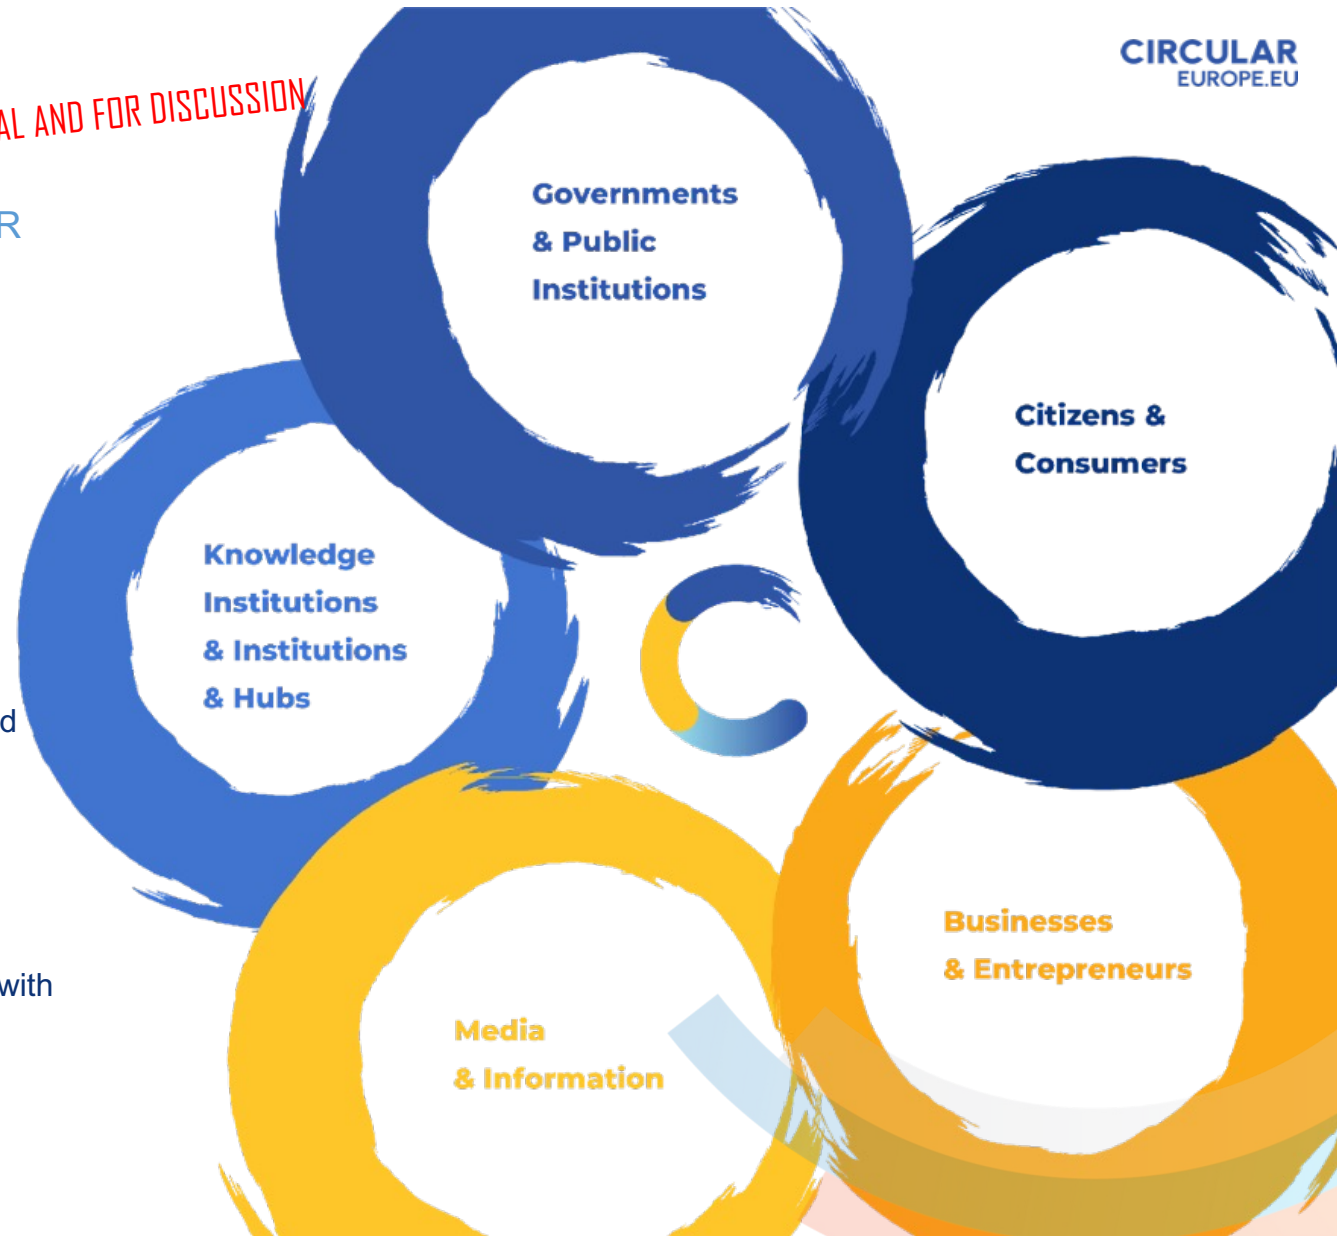 CIRCULAR
EUROPE.EU
AL AND FOR DISCUSSION
R
Governments
& Public
Institutions
Citizens &
Consumers
Knowledge
Institutions
& Institutions
& Hubs
d
Businesses
& Entrepreneurs
with
Media
& Information